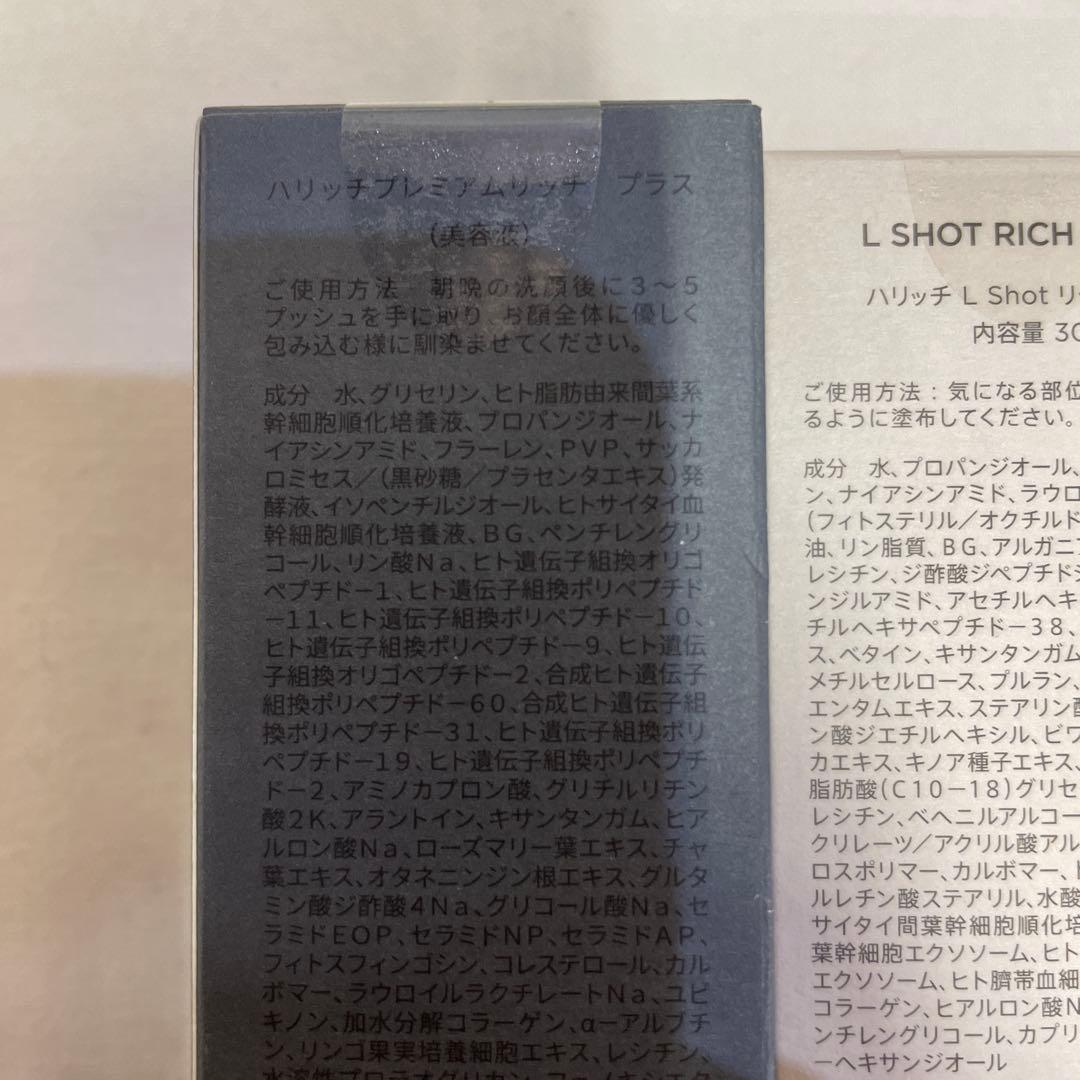 ハリッチプレミアムリッチ プラス
(美容液)
ご使用方法 朝晩の洗顔後に3〜5
プッシュを手に取り、お顔全体に優しく
包み込む様に馴染ませてください。
成分 水、グリセリン、ヒト脂肪由来間葉系
幹細胞順化培養液、プロパンジオール、ナ
イアシンアミド、フラーレン、PVP、サッカ
ロミセス/(黒砂糖/プラセンタエキス)発
酵液、イソペンチルジオール、ヒトサイタイ血
幹細胞順化培養液、BG、ペンチレングリ
コール、リン酸Na、ヒト遺伝子組換オリゴ
ペプチド-1、ヒト遺伝子組換ポリペプチド
-11、ヒト遺伝子組換ポリペプチド-10、
ヒト遺伝子組換ポリペプチド-9、ヒト遺伝
子組換オリゴペプチド-2、合成ヒト遺伝子
組換ポリペプチド-60、合成ヒト遺伝子組
換ポリペプチド-31、ヒト遺伝子組換ポリ
ペプチド-19、ヒト遺伝子組換ポリペプチ
ド-2、アミノカプロン酸、グリチルリチン
酸2K、アラントイン、キサンタンガム、ヒア
ルロン酸Na、ローズマリー葉エキス、チャ
葉エキス、オタネニンジン根エキス、グルタ
ミン酸ジ酢酸4Na、グリコール酸Na、セ
ラミドEOP、セラミドNP、セラミドAP、
フィトスフィンゴシン、コレステロール、カル
ボマー、ラウロイルラクチレートNa、ユビ
キノン、加水分解コラーゲン、α-アルブチ
ン、リンゴ果実培養細胞エキス、レシチン、
水溶性プロテオグリカン、フェノキシエタ
L SHOT RICH
ハリッチ L Shot リ
内容量 30
ご使用方法:気になる部位
るように塗布してください。
成分 水、プロパンジオール、
ン、ナイアシンアミド、ラウロ
(フィトステリル/オクチルド
油、リン脂質、BG、アルガニ
レシチン、ジ酢酸ジペプチド
ンジルアミド、アセチルヘキ
チルヘキサペプチド-38、
ス、ベタイン、キサンタンガム
メチルセルロース、プルラン、
エンタムエキス、ステアリン酸
ン酸ジエチルヘキシル、ビワ
カエキス、キノア種子エキス、
脂肪酸(C10-18)グリセ
レシチン、ベヘニルアルコー
クリレーツ/アクリル酸アル
ロスポリマー、カルボマー、
ルレチン酸ステアリル、水酸
サイタイ間葉幹細胞順化培
葉幹細胞エクソソーム、ヒト
エクソソーム、ヒト臍帯血細
コラーゲン、ヒアルロン酸N
ンチレングリコール、カプリ
-ヘキサンジオール